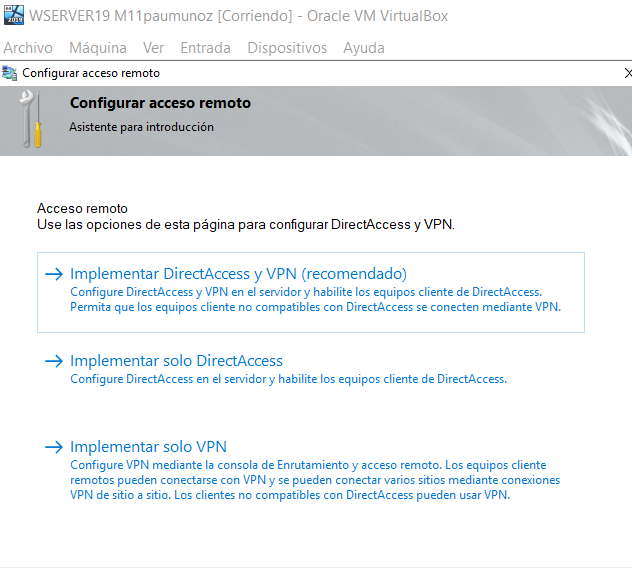 WSERVER19 M11paumunoz [Corriendo] - Oracle VM VirtualBox
Archivo Máquina Ver Entrada Dispositivos Ayuda
Configurar acceso remoto
Configurar acceso remoto
Asistente para introducción
Acceso remoto
Use las opciones de esta página para configurar DirectAccess y VPN.
Implementar DirectAccess y VPN (recomendado)
Configure DirectAccess y VPN en el servidor y habilite los equipos cliente de DirectAccess.
Permita que los equipos cliente no compatibles con DirectAccess se conecten mediante VPN.
Implementar solo DirectAccess
Configure DirectAccess en el servidor y habilite los equipos cliente de DirectAccess.
Implementar solo VPN
Configure VPN mediante la consola de Enrutamiento y acceso remoto. Los equipos cliente
remotos pueden conectarse con VPN y se pueden conectar varios sitios mediante conexiones
VPN de sitio a sitio. Los clientes no compatibles con DirectAccess pueden usar VPN.